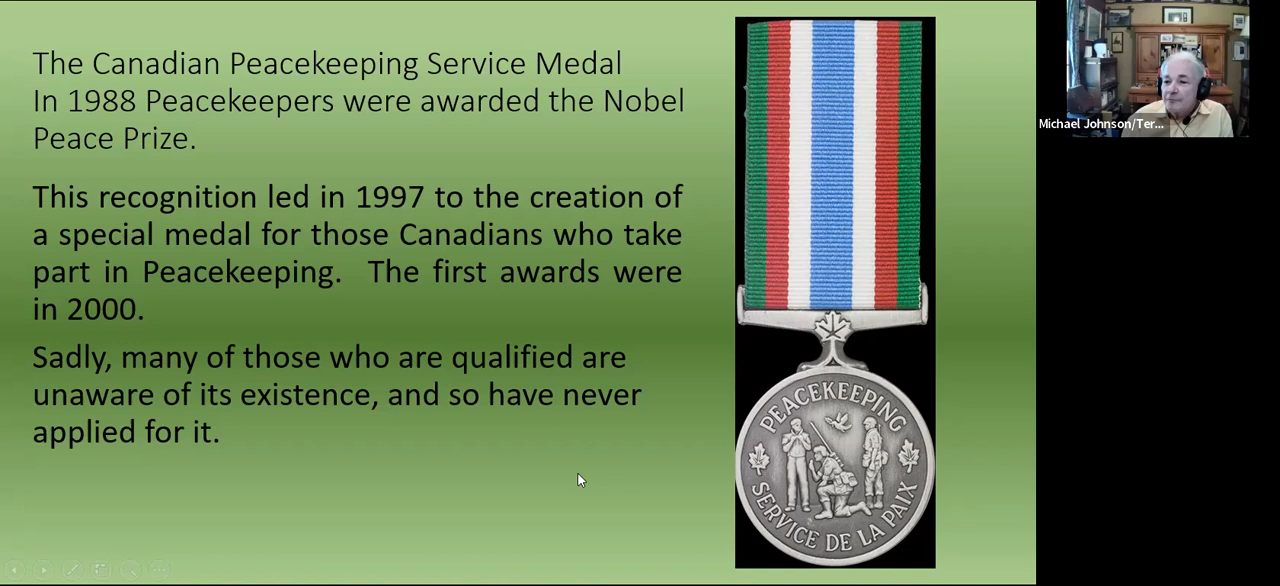 The Canadian Peacekeeping Service Medal
In 1988 Peacekeepers were awarded the Nobel
Peace Prize.
This recognition led in 1997 to the creation of
a special medal for those Canadians who take
part in Peacekeeping. The first awards were
in 2000.
Sadly, many of those who are qualified are
unaware of its existence, and so have never
applied for it.
PEACEKEEPING
SERVICE DE LA PAIX
Michael Johnson/Ter...